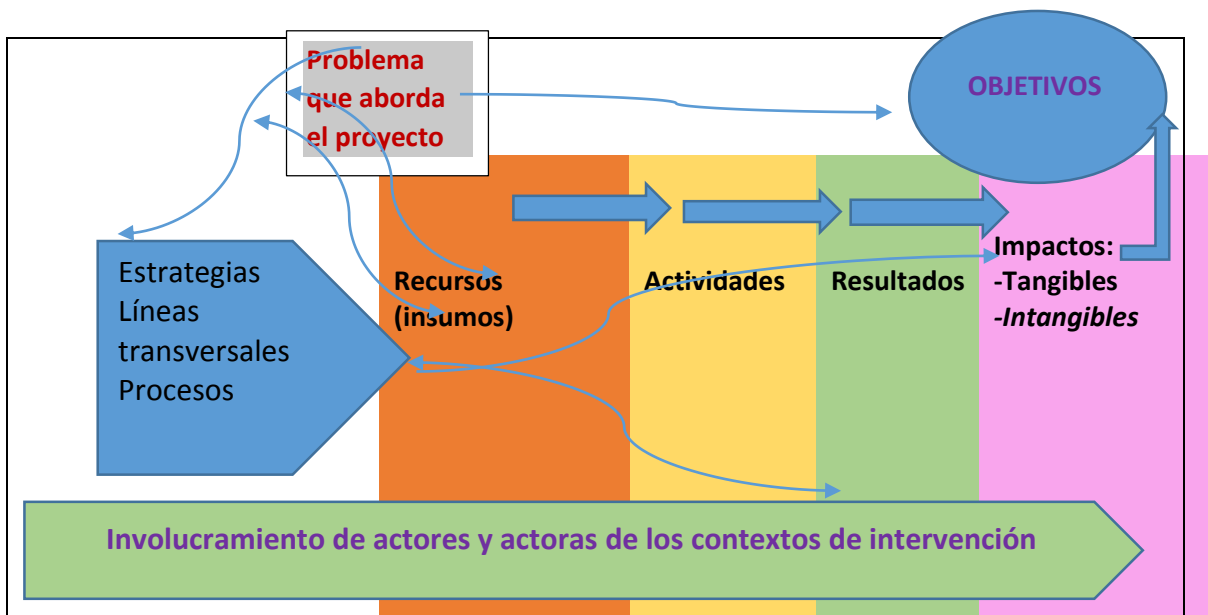 Problema
que aborda
el proyecto
OBJETIVOS
Estrategias
Líneas
transversales
Procesos
Recursos
(insumos)
Actividades
Resultados
Impactos:
-Tangibles
-Intangibles
Involucramiento de actores y actoras de los contextos de intervención